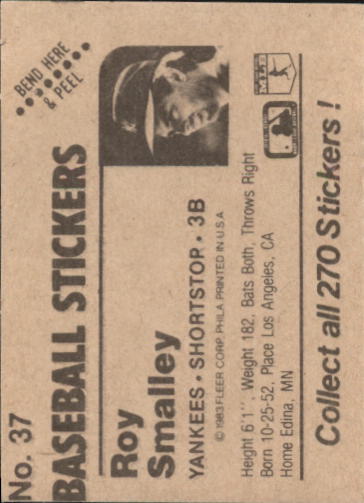 No. 37
BEND HERE
& PEEL
BASEBALL STICKERS
Roy
Smalley
YANKEES • SHORTSTOP • 3B
© 1983 FLEER CORP. PHILA. PRINTED IN U.S.A.
Height 6'1", Weight 182, Bats Both, Throws Right
Born 10-25-52, Place Los Angeles, CA
Home Edina, MN
Collect all 270 Stickers!